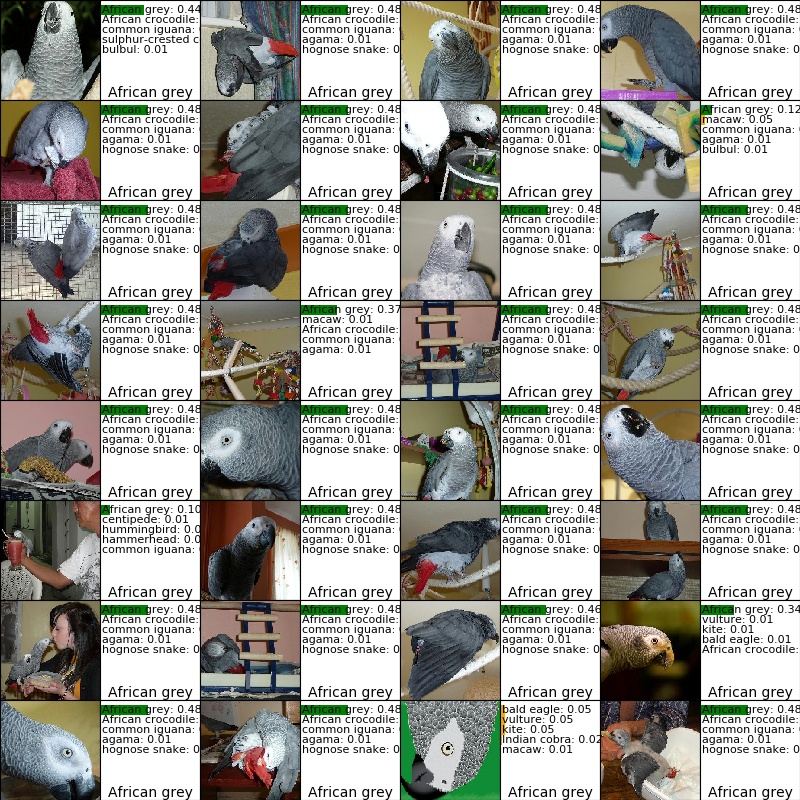 African grey: 0.44
African crocodile:
common iguana:
sulphur-crested c
bulbul: 0.01
African grey
African grey: 0.48
African crocodile:
common iguana:
agama: 0.01
hognose snake: 0
African grey
African grey: 0.48
African crocodile:
common iguana:
agama: 0.01
hognose snake: 0
African grey
African grey: 0.48
African crocodile:
common iguana:
agama: 0.01
hognose snake: 0
African grey
African grey: 0.48
African crocodile:
common iguana:
agama: 0.01
hognose snake: 0
African grey
African grey: 0.48
African crocodile:
common iguana:
agama: 0.01
hognose snake: 0
African grey
African grey: 0.48
African crocodile:
common iguana:
agama: 0.01
hognose snake: 0
African grey
African grey: 0.12
macaw: 0.05
common iguana:
agama: 0.01
bulbul: 0.01
African grey
African grey: 0.48
African crocodile:
common iguana:
agama: 0.01
hognose snake: 0
African grey
African grey: 0.48
African crocodile:
common iguana:
agama: 0.01
hognose snake: 0
African grey
African grey: 0.48
African crocodile:
common iguana:
agama: 0.01
hognose snake: 0
African grey
African grey: 0.48
African crocodile:
common iguana:
agama: 0.01
hognose snake: 0
African grey
African grey: 0.48
African crocodile:
common iguana:
agama: 0.01
hognose snake: 0
African grey
African grey: 0.37
macaw: 0.01
African crocodile:
common iguana:
agama: 0.01
African grey
African grey: 0.48
African crocodile:
common iguana:
agama: 0.01
hognose snake: 0
African grey
African grey: 0.48
African crocodile:
common iguana:
agama: 0.01
hognose snake: 0
African grey
African grey: 0.48
African crocodile:
common iguana:
agama: 0.01
hognose snake: 0
African grey
African grey: 0.48
African crocodile:
common iguana:
agama: 0.01
hognose snake: 0
African grey
African grey: 0.48
African crocodile:
common iguana:
agama: 0.01
hognose snake: 0
African grey
African grey: 0.48
African crocodile:
common iguana:
agama: 0.01
hognose snake: 0
African grey
African grey: 0.10
centipede: 0.01
hummingbird: 0.0
hammerhead: 0.0
common iguana:
African grey
African grey: 0.48
African crocodile:
common iguana:
agama: 0.01
hognose snake: 0
African grey
African grey: 0.48
African crocodile:
common iguana:
agama: 0.01
hognose snake: 0
African grey
African grey: 0.48
African crocodile:
common iguana:
agama: 0.01
hognose snake: 0
African grey
African grey: 0.48
African crocodile:
common iguana:
agama: 0.01
hognose snake: 0
African grey
African grey: 0.48
African crocodile:
common iguana:
agama: 0.01
hognose snake: 0
African grey
African grey: 0.46
African crocodile:
common iguana:
agama: 0.01
hognose snake: 0
African grey
African grey: 0.34
vulture: 0.01
kite: 0.01
bald eagle: 0.01
African crocodile:
African grey
African grey: 0.48
African crocodile:
common iguana:
agama: 0.01
hognose snake: 0
African grey
African grey: 0.48
African crocodile:
common iguana:
agama: 0.01
hognose snake: 0
African grey
bald eagle: 0.05
vulture: 0.05
kite: 0.05
Indian cobra: 0.02
macaw: 0.01
African grey
African grey: 0.48
African crocodile:
common iguana:
agama: 0.01
hognose snake: 0
African grey